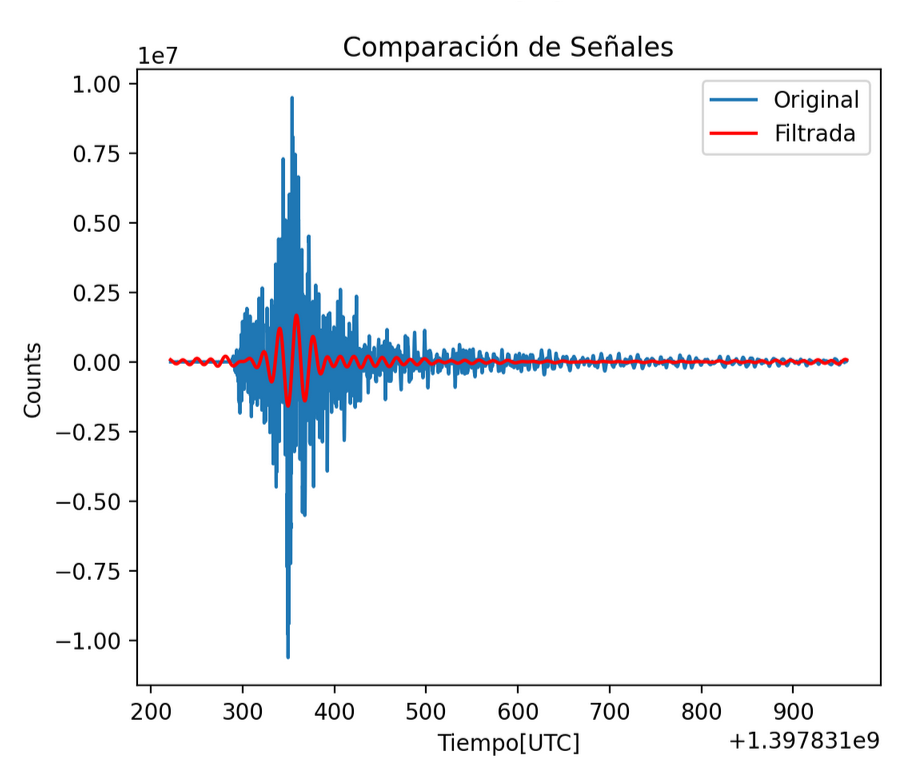 Comparación de Señales
1e7
Original
Filtrada
1.00
0.75
0.50
0.25
0.00
−0.25
−0.50
−0.75
−1.00
Counts
200 300 400 500 600 700 800 900
Tiempo[UTC]
+1.397831e9